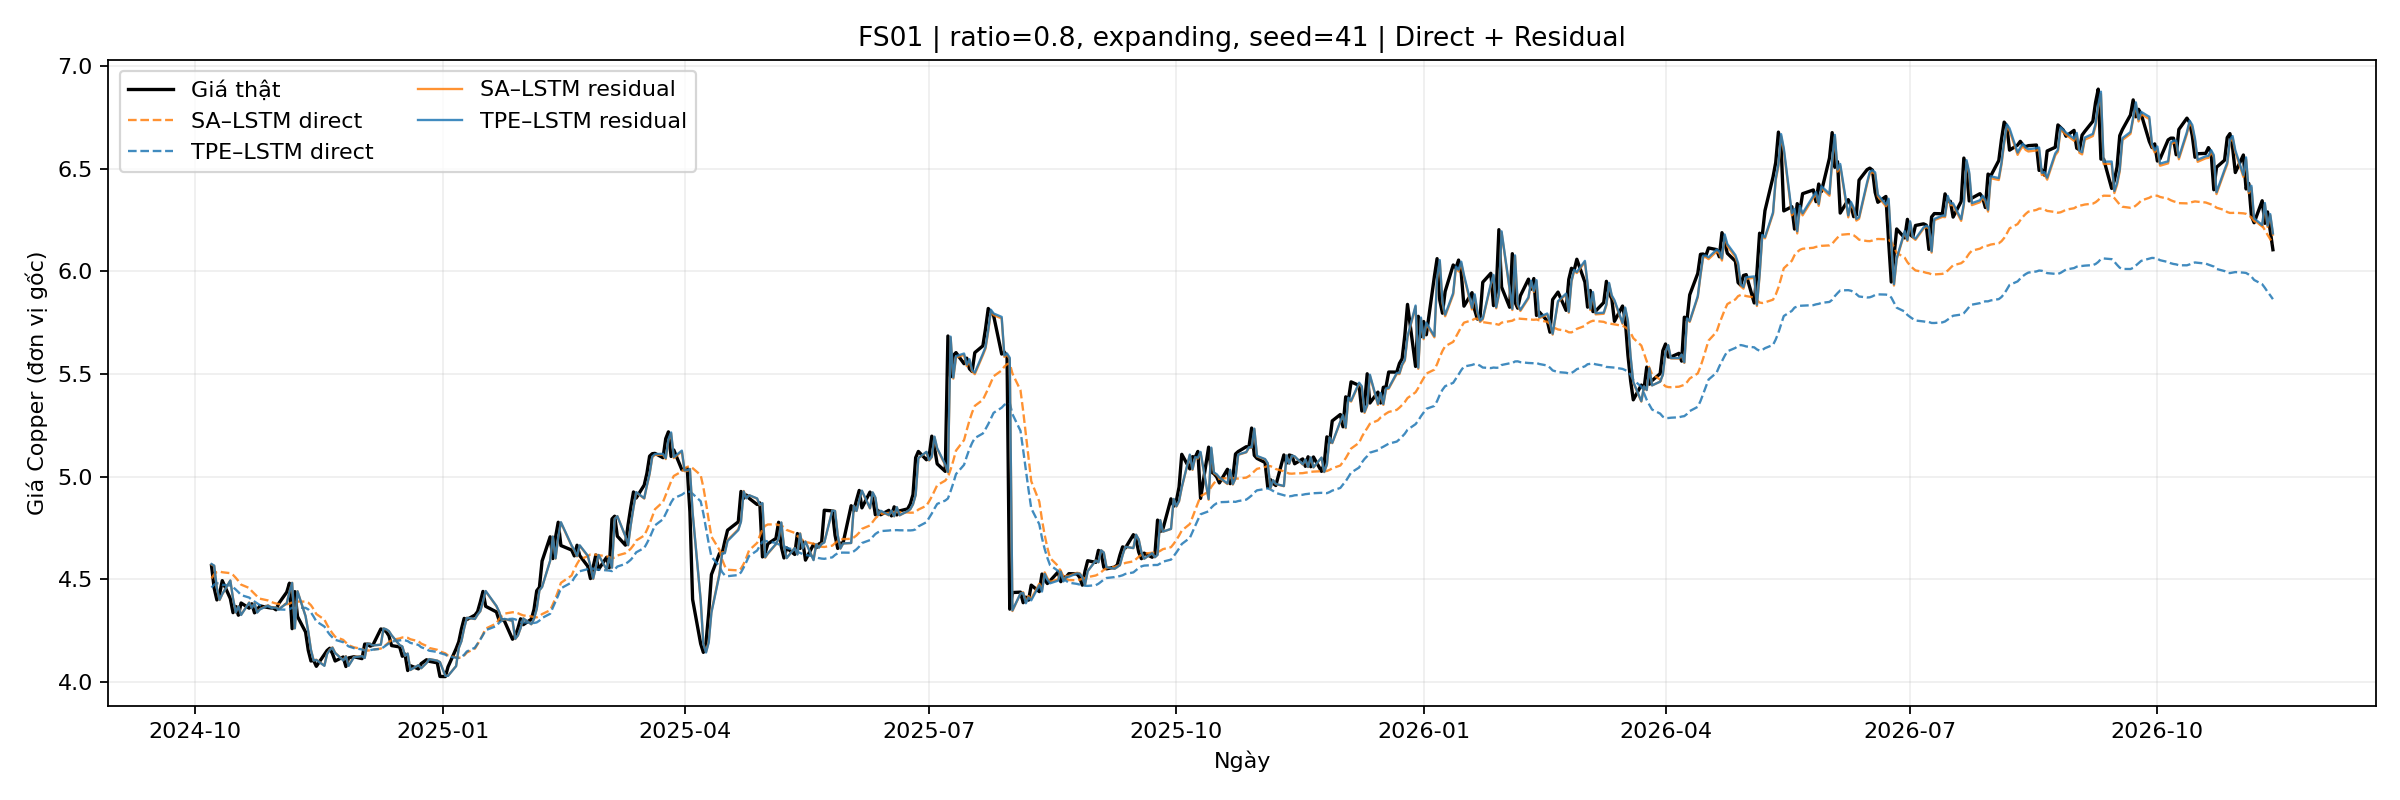 FS01 | ratio=0.8, expanding, seed=41 | Direct + Residual
Giá thật
SA–LSTM direct
TPE–LSTM direct
SA–LSTM residual
TPE–LSTM residual
Giá Copper (đơn vị gốc)
7.0
6.5
6.0
5.5
5.0
4.5
4.0
2024-10
2025-01
2025-04
2025-07
2025-10
2026-01
2026-04
2026-07
2026-10
Ngày